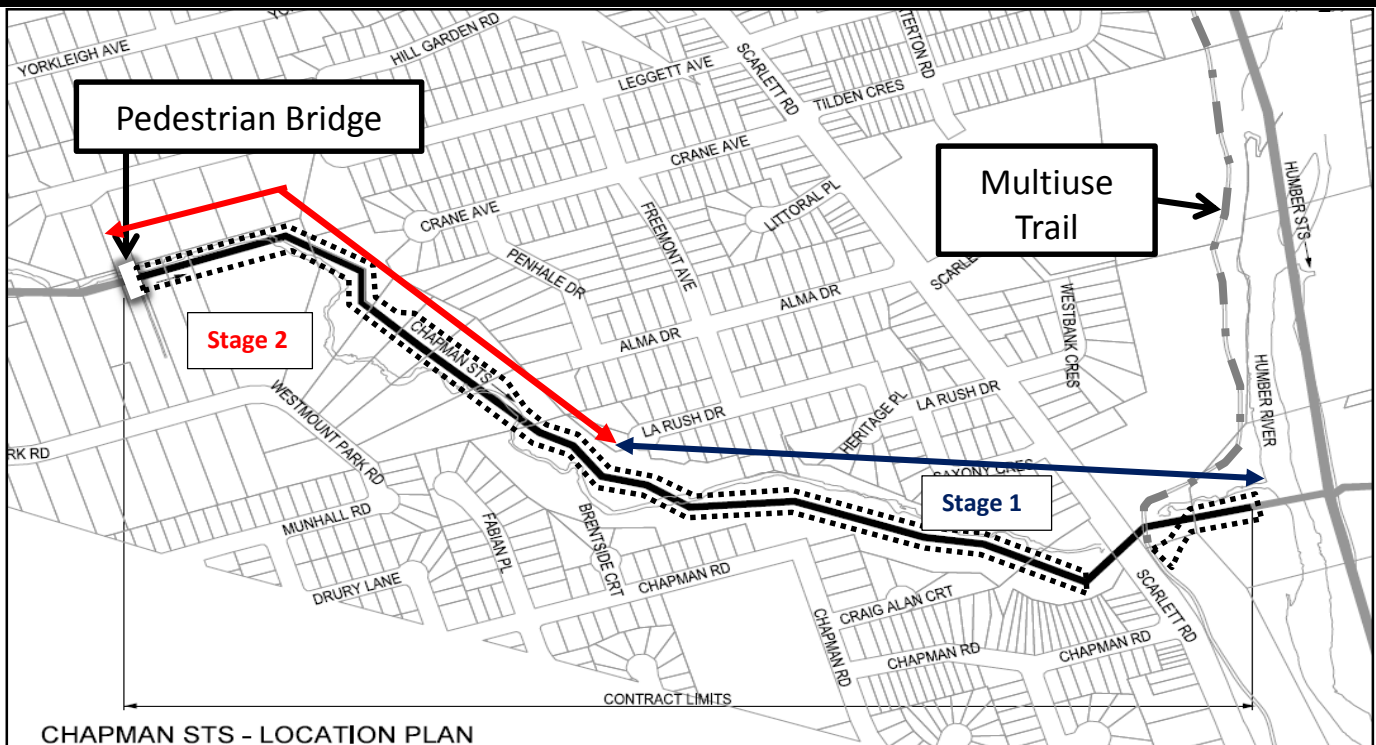 YORKLEIGH AVE
HILL GARDEN RD
SCARLETT RD
LEGGETT AVE
TILDEN CRES
Pedestrian Bridge
CRANE AVE
Multiuse
Trail
HUMBER STS
LITTORAL PL
CRANE AVE
FREEMONT AVE
PENHALE DR
ALMA DR
WESTBANK CRES
Stage 2
CHAPMAN STS
ALMA DR
HUMBER RIVER
WESTMOUNT PARK RD
LA RUSH DR
HERITAGE PL
LA RUSH DR
RK RD
SAXONY CRES
Stage 1
MUNHALL RD
FABIAN PL
BRENTSIDE CRT
DRURY LANE
CHAPMAN RD
CRAIG ALAN CRT
SCARLETT RD
CHAPMAN RD
CHAPMAN RD
CHAPMAN RD
CONTRACT LIMITS
CHAPMAN STS - LOCATION PLAN